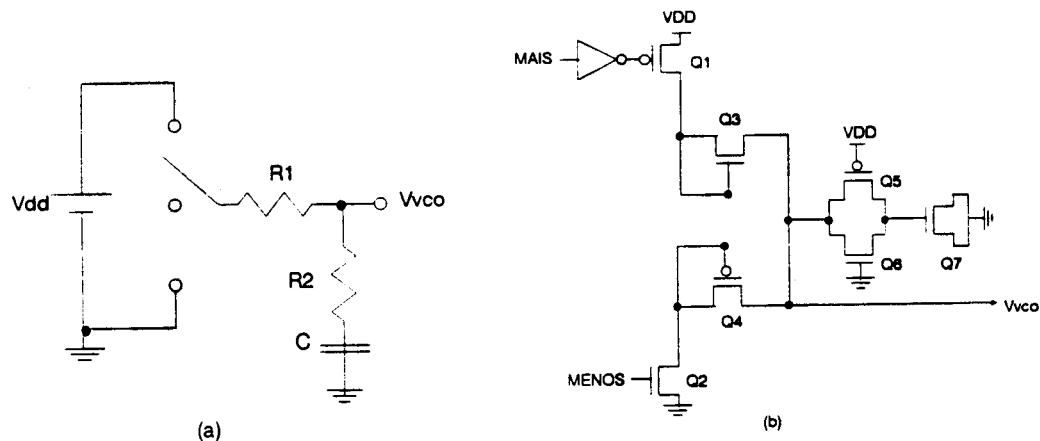 Vdd
R1
Vvco
R2
C
(a)
VDD
MAIS
Q1
Q3
VDD
Q5
Q6
Q7
Q4
Vvco
MENOS
Q2
(b)